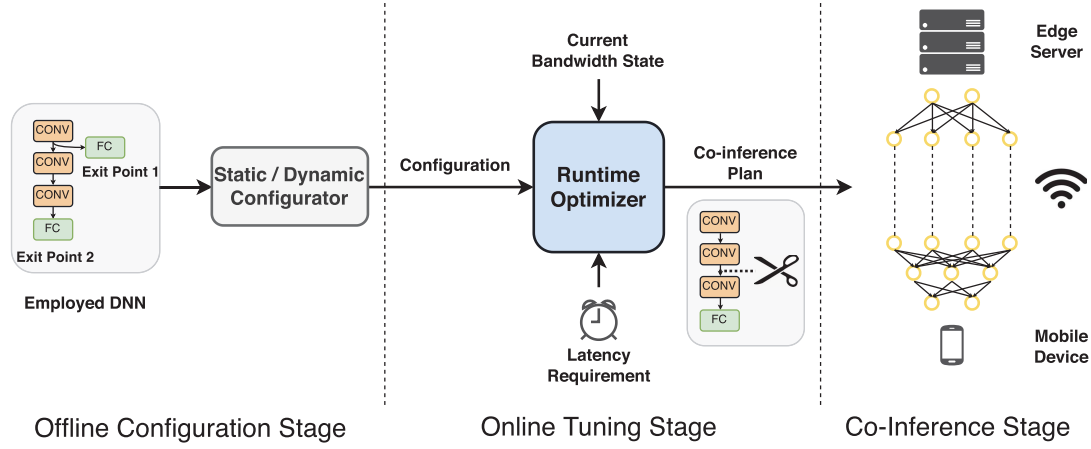 CONV
FC
Exit Point 1
CONV
CONV
FC
Exit Point 2
Employed DNN
Static / Dynamic
Configurator
Offline Configuration Stage
Configuration
Current
Bandwidth State
Runtime
Optimizer
Latency
Requirement
Co-inference
Plan
CONV
CONV
CONV
FC
Online Tuning Stage
Edge
Server
Mobile
Device
Co-Inference Stage